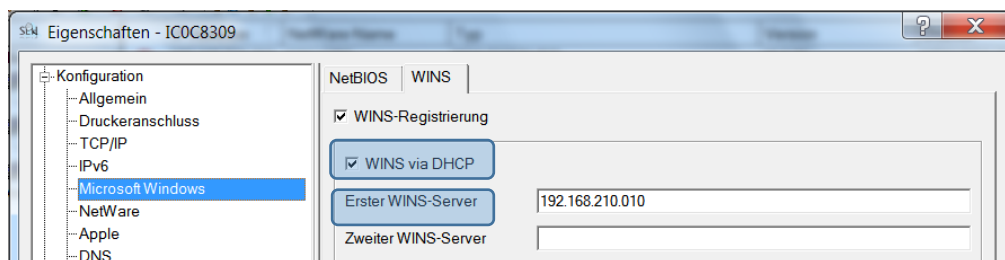 SEH Eigenschaften - IC0C8309
Konfiguration
Allgemein
Druckeranschluss
TCP/IP
IPv6
Microsoft Windows
NetWare
Apple
DNS
NetBIOS WINS
WINS-Registrierung
WINS via DHCP
Erster WINS-Server 192.168.210.010
Zweiter WINS-Server